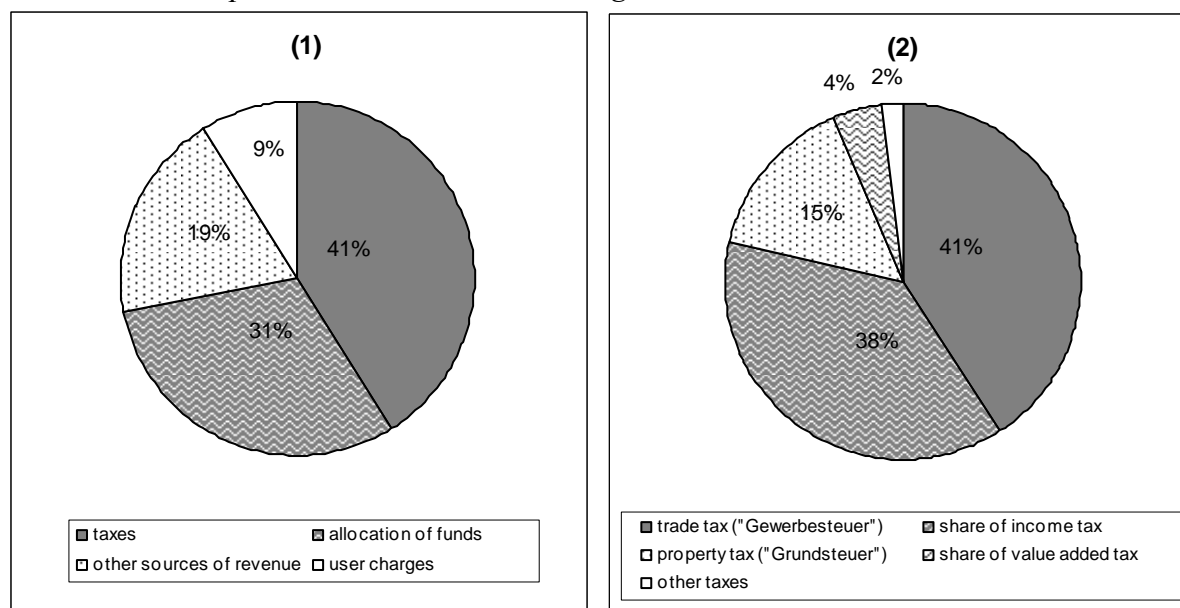 (1)
9%
19%
41%
31%
taxes allocation of funds
other sources of revenue user charges
(2)
4% 2%
15%
41%
38%
trade tax ("Gewerbesteuer") share of income tax
property tax ("Grundsteuer") share of value added tax
other taxes